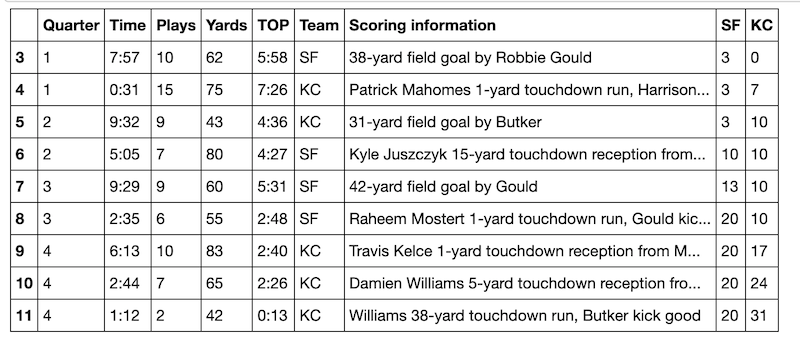 Quarter Time Plays Yards TOP Team Scoring information SF KC
3 1 7:57 10 62 5:58 SF 38-yard field goal by Robbie Gould 3 0
4 1 0:31 15 75 7:26 KC Patrick Mahomes 1-yard touchdown run, Harrison... 3 7
5 2 9:32 9 43 4:36 KC 31-yard field goal by Butker 3 10
6 2 5:05 7 80 4:27 SF Kyle Juszczyk 15-yard touchdown reception from... 10 10
7 3 9:29 9 60 5:31 SF 42-yard field goal by Gould 13 10
8 3 2:35 6 55 2:48 SF Raheem Mostert 1-yard touchdown run, Gould kic... 20 10
9 4 6:13 10 83 2:40 KC Travis Kelce 1-yard touchdown reception from M... 20 17
10 4 2:44 7 65 2:26 KC Damien Williams 5-yard touchdown reception fro... 20 24
11 4 1:12 2 42 0:13 KC Williams 38-yard touchdown run, Butker kick good 20 31